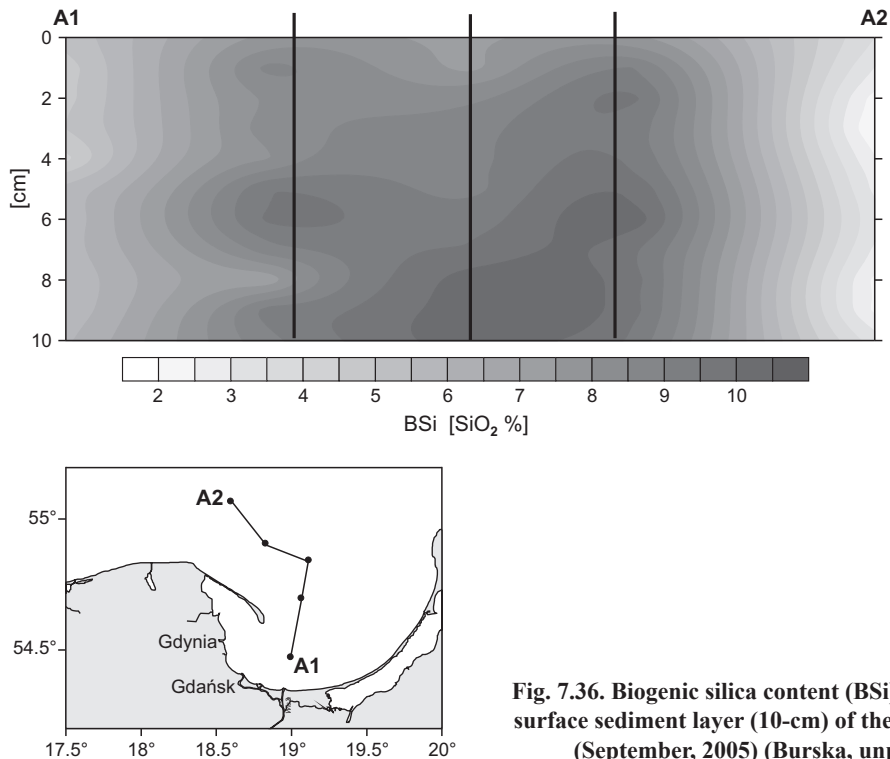 A1 A2
0
2
4
6
8
10
[cm]
2 3 4 5 6 7 8 9 10
BSi [SiO₂ %]
A2
55°
54.5°
Gdynia
Gdańsk
A1
17.5° 18° 18.5° 19° 19.5° 20°
Fig. 7.36. Biogenic silica content (BSi)
surface sediment layer (10-cm) of the
(September, 2005) (Burska,